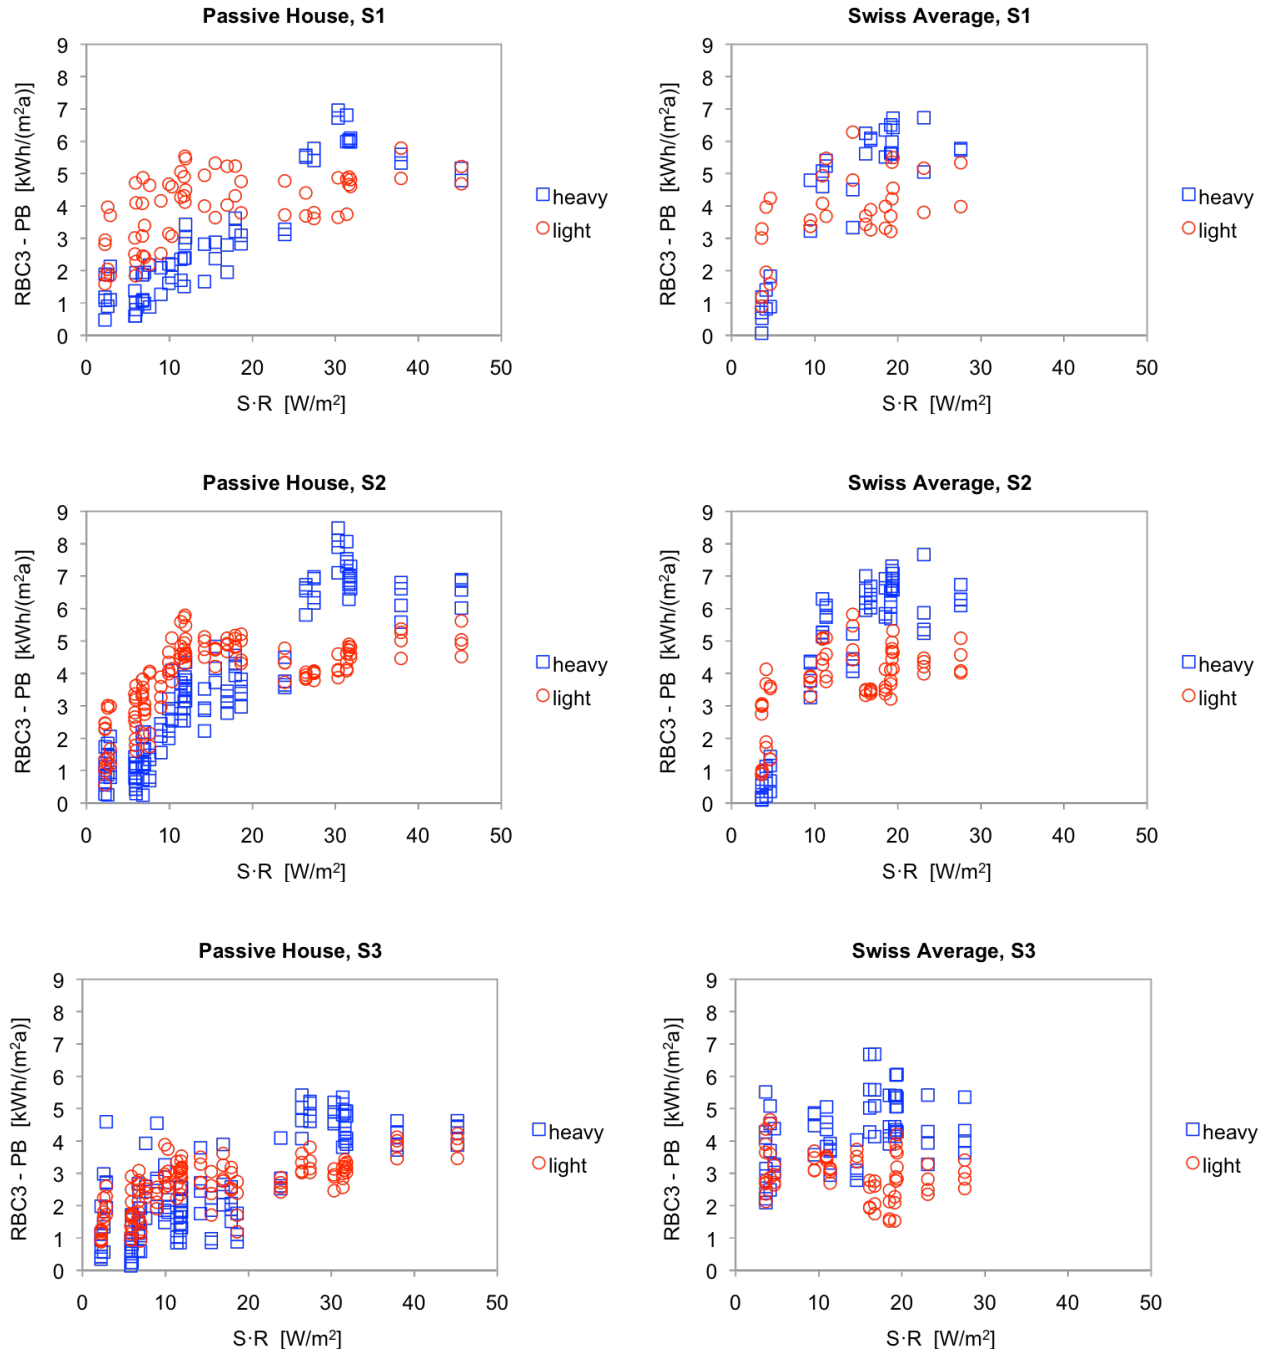 Passive House, S1
RBC3 - PB [kWh/(m²a)]
9
8
7
6
5
4
3
2
1
0
0 10 20 30 40 50
S·R [W/m²]
heavy
light
Swiss Average, S1
RBC3 - PB [kWh/(m²a)]
9
8
7
6
5
4
3
2
1
0
0 10 20 30 40 50
S·R [W/m²]
heavy
light
Passive House, S2
RBC3 - PB [kWh/(m²a)]
9
8
7
6
5
4
3
2
1
0
0 10 20 30 40 50
S·R [W/m²]
heavy
light
Swiss Average, S2
RBC3 - PB [kWh/(m²a)]
9
8
7
6
5
4
3
2
1
0
0 10 20 30 40 50
S·R [W/m²]
heavy
light
Passive House, S3
RBC3 - PB [kWh/(m²a)]
9
8
7
6
5
4
3
2
1
0
0 10 20 30 40 50
S·R [W/m²]
heavy
light
Swiss Average, S3
RBC3 - PB [kWh/(m²a)]
9
8
7
6
5
4
3
2
1
0
0 10 20 30 40 50
S·R [W/m²]
heavy
light